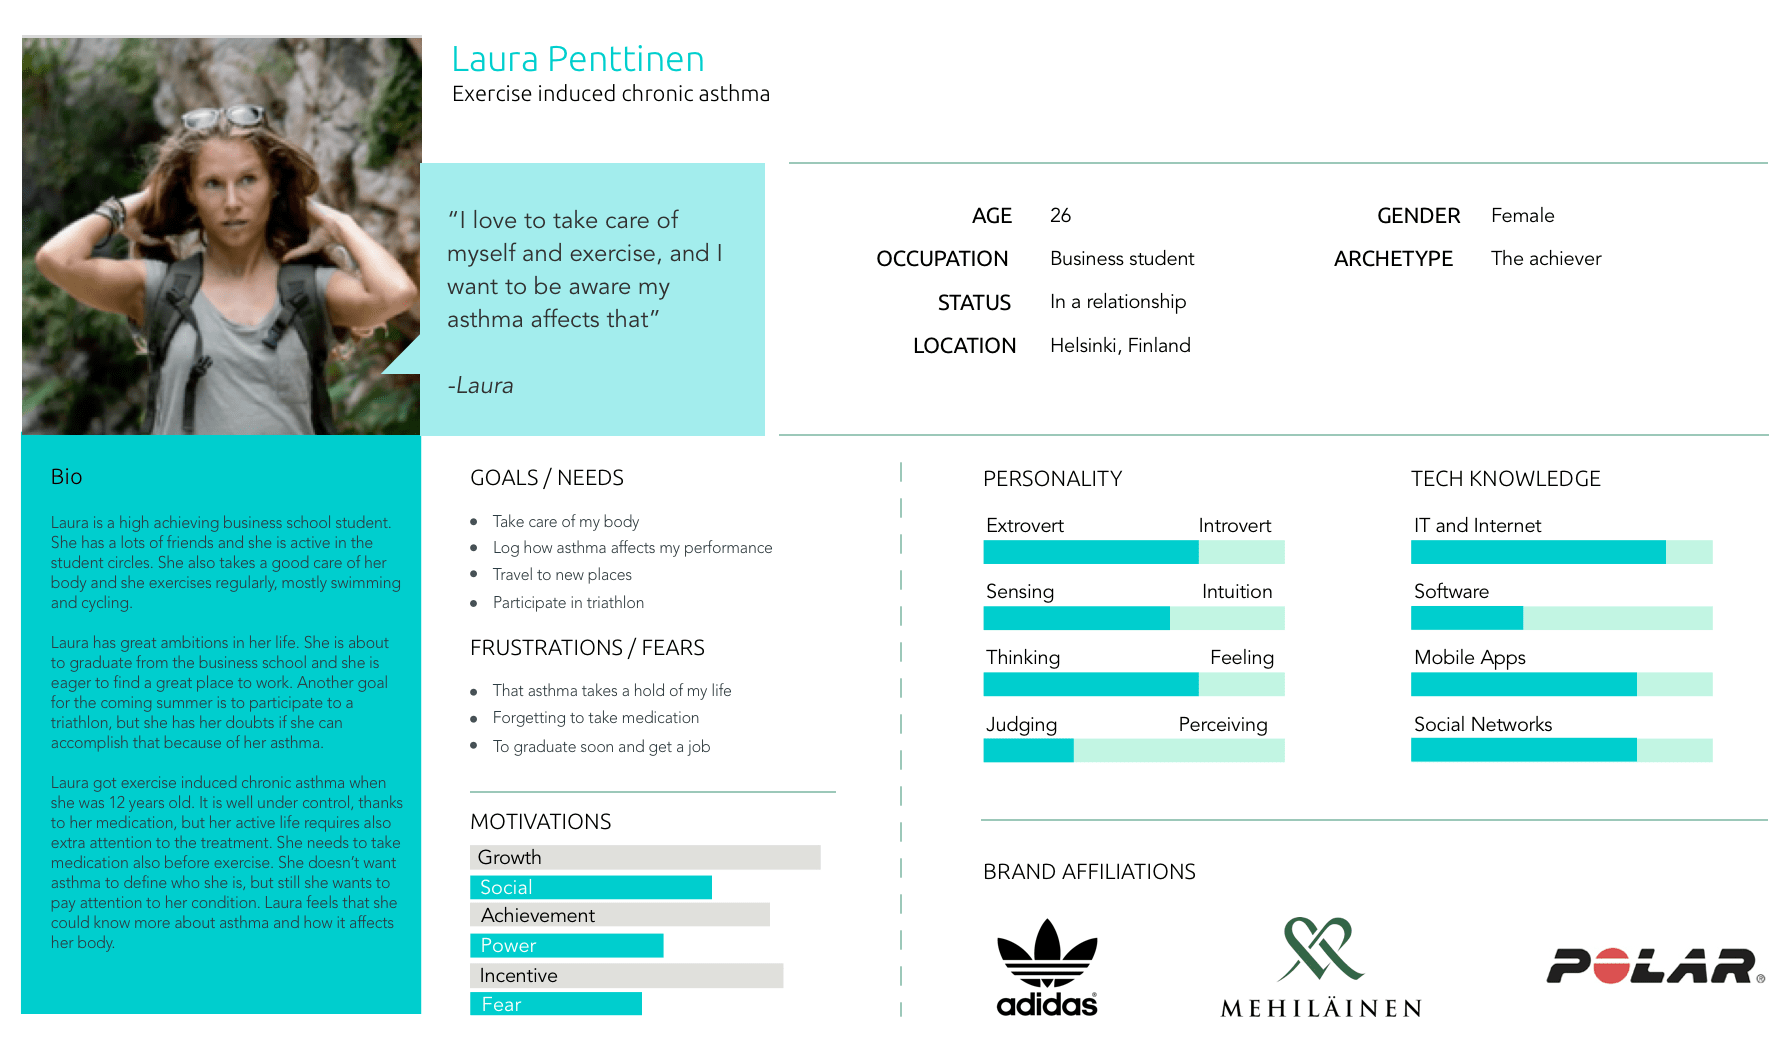 Laura Penttinen
Exercise induced chronic asthma
“I love to take care of
myself and exercise, and I
want to be aware my
asthma affects that”
-Laura
AGE 26
OCCUPATION Business student
STATUS In a relationship
LOCATION Helsinki, Finland
GENDER Female
ARCHETYPE The achiever
Bio
Laura is a high achieving business school student.
She has a lots of friends and she is active in the
student circles. She also takes a good care of her
body and she exercises regularly, mostly swimming
and cycling.
Laura has great ambitions in her life. She is about
to graduate from the business school and she is
eager to find a great place to work. Another goal
for the coming summer is to participate to a
triathlon, but she has her doubts if she can
accomplish that because of her asthma.
Laura got exercise induced chronic asthma when
she was 12 years old. It is well under control, thanks
to her medication, but her active life requires also
extra attention to the treatment. She needs to take
medication also before exercise. She doesn’t want
asthma to define who she is, but still she wants to
pay attention to her condition. Laura feels that she
could know more about asthma and how it affects
her body.
GOALS / NEEDS
• Take care of my body
• Log how asthma affects my performance
• Travel to new places
• Participate in triathlon
FRUSTRATIONS / FEARS
• That asthma takes a hold of my life
• Forgetting to take medication
• To graduate soon and get a job
MOTIVATIONS
Growth
Social
Achievement
Power
Incentive
Fear
PERSONALITY
Extrovert Introvert
Sensing Intuition
Thinking Feeling
Judging Perceiving
TECH KNOWLEDGE
IT and Internet
Software
Mobile Apps
Social Networks
BRAND AFFILIATIONS
adidas®
MEHILÄINEN
POLAR®